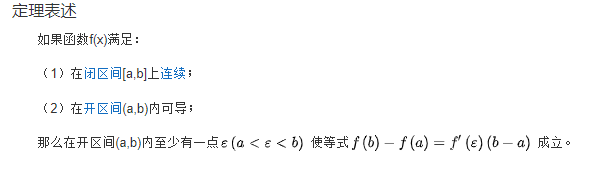 定理表述
如果函数f(x)满足：
（1）在闭区间[a,b]上连续；
（2）在开区间(a,b)内可导；
那么在开区间(a,b)内至少有一点 ε (a < ε < b) 使等式 f (b) − f (a) = f′ (ε) (b − a) 成立。